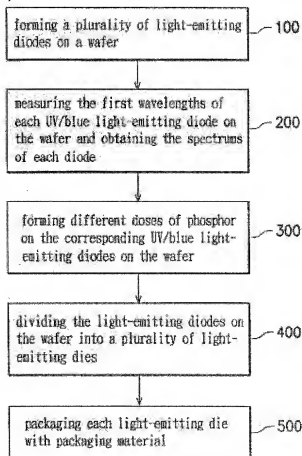 forming a plurality of light-emitting
diodes on a wafer
100
measuring the first wavelengths of
each UV/blue light-emitting diode on
the wafer and obtaining the spectrums
of each diode
200
forming different doses of phosphor
on the corresponding UV/blue light-
emitting diodes on the wafer
300
dividing the light-emitting diodes on
the wafer into a plurality of light-
emitting dies
400
packaging each light-emitting die
with packaging material
500